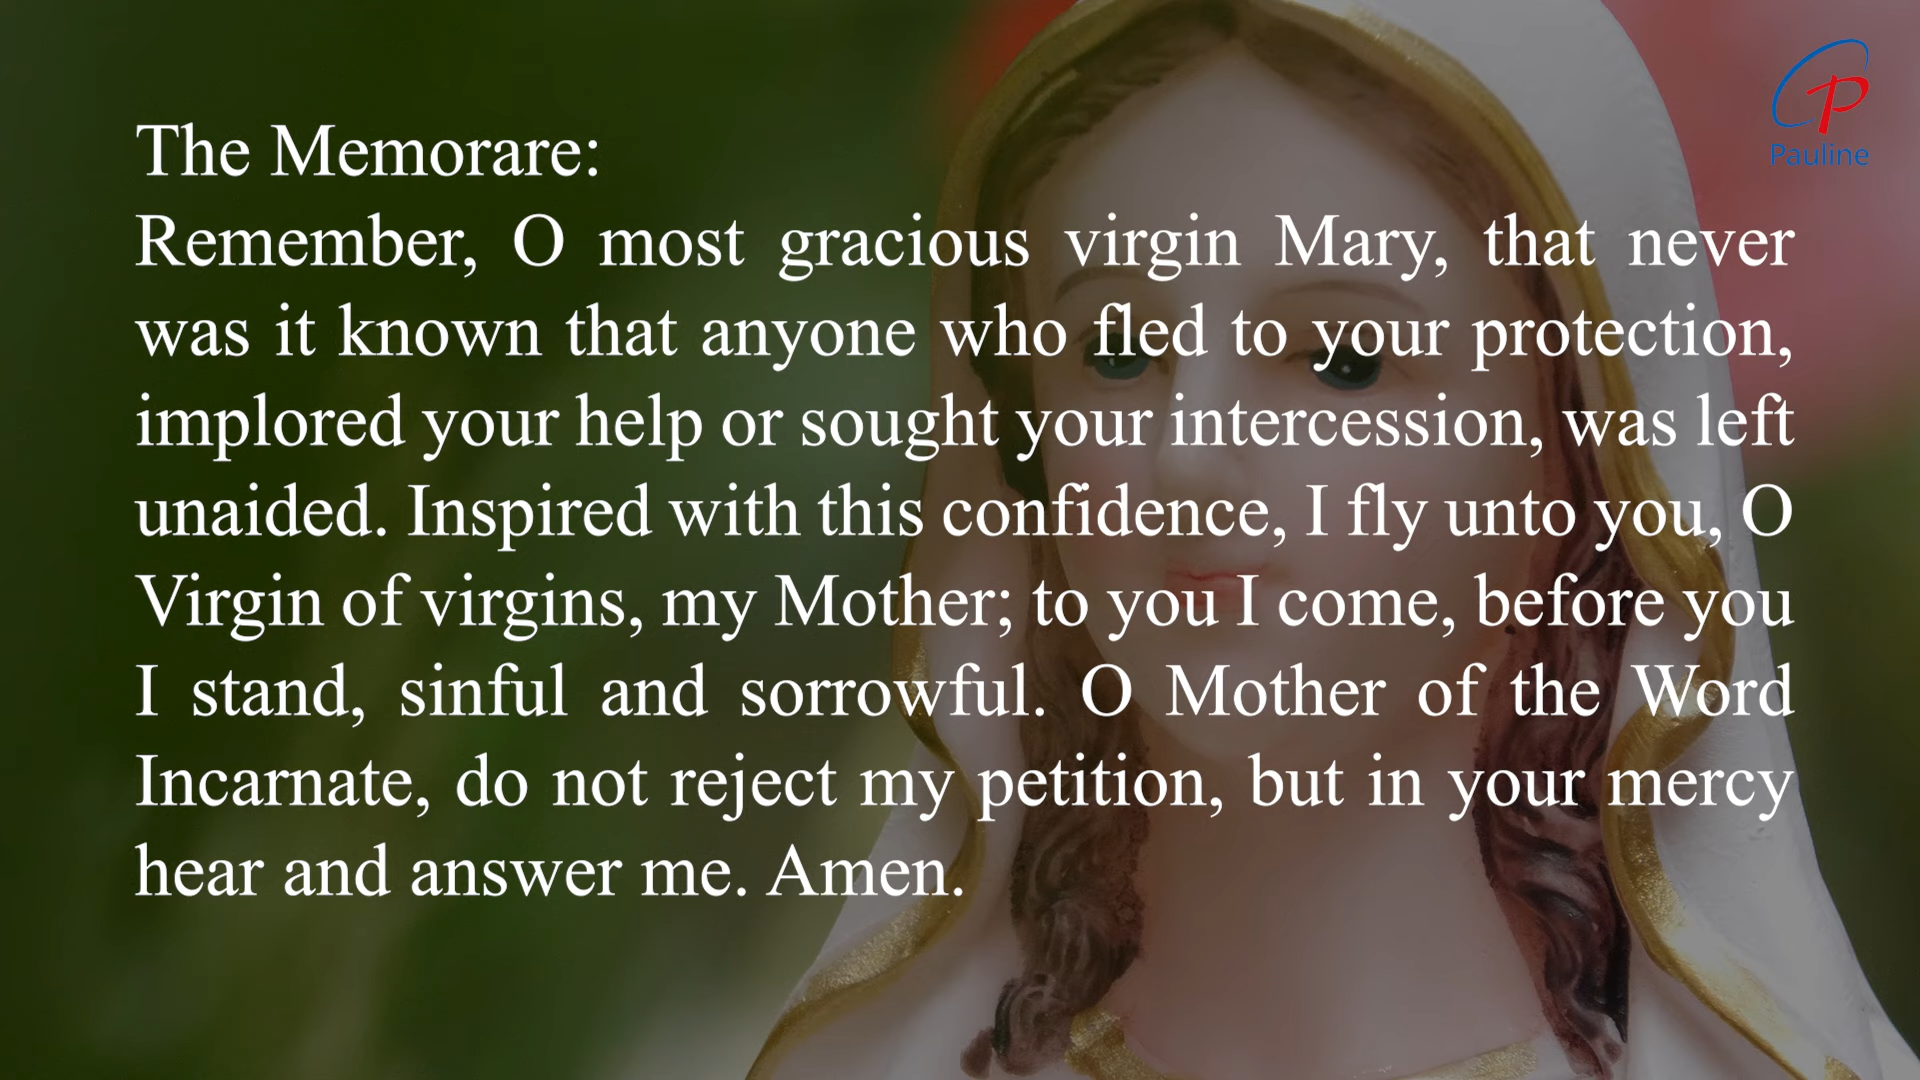 The Memorare:
Remember, O most gracious virgin Mary, that never
was it known that anyone who fled to your protection,
implored your help or sought your intercession, was left
unaided. Inspired with this confidence, I fly unto you, O
Virgin of virgins, my Mother; to you I come, before you
I stand, sinful and sorrowful. O Mother of the Word
Incarnate, do not reject my petition, but in your mercy
hear and answer me. Amen.
P
Pauline